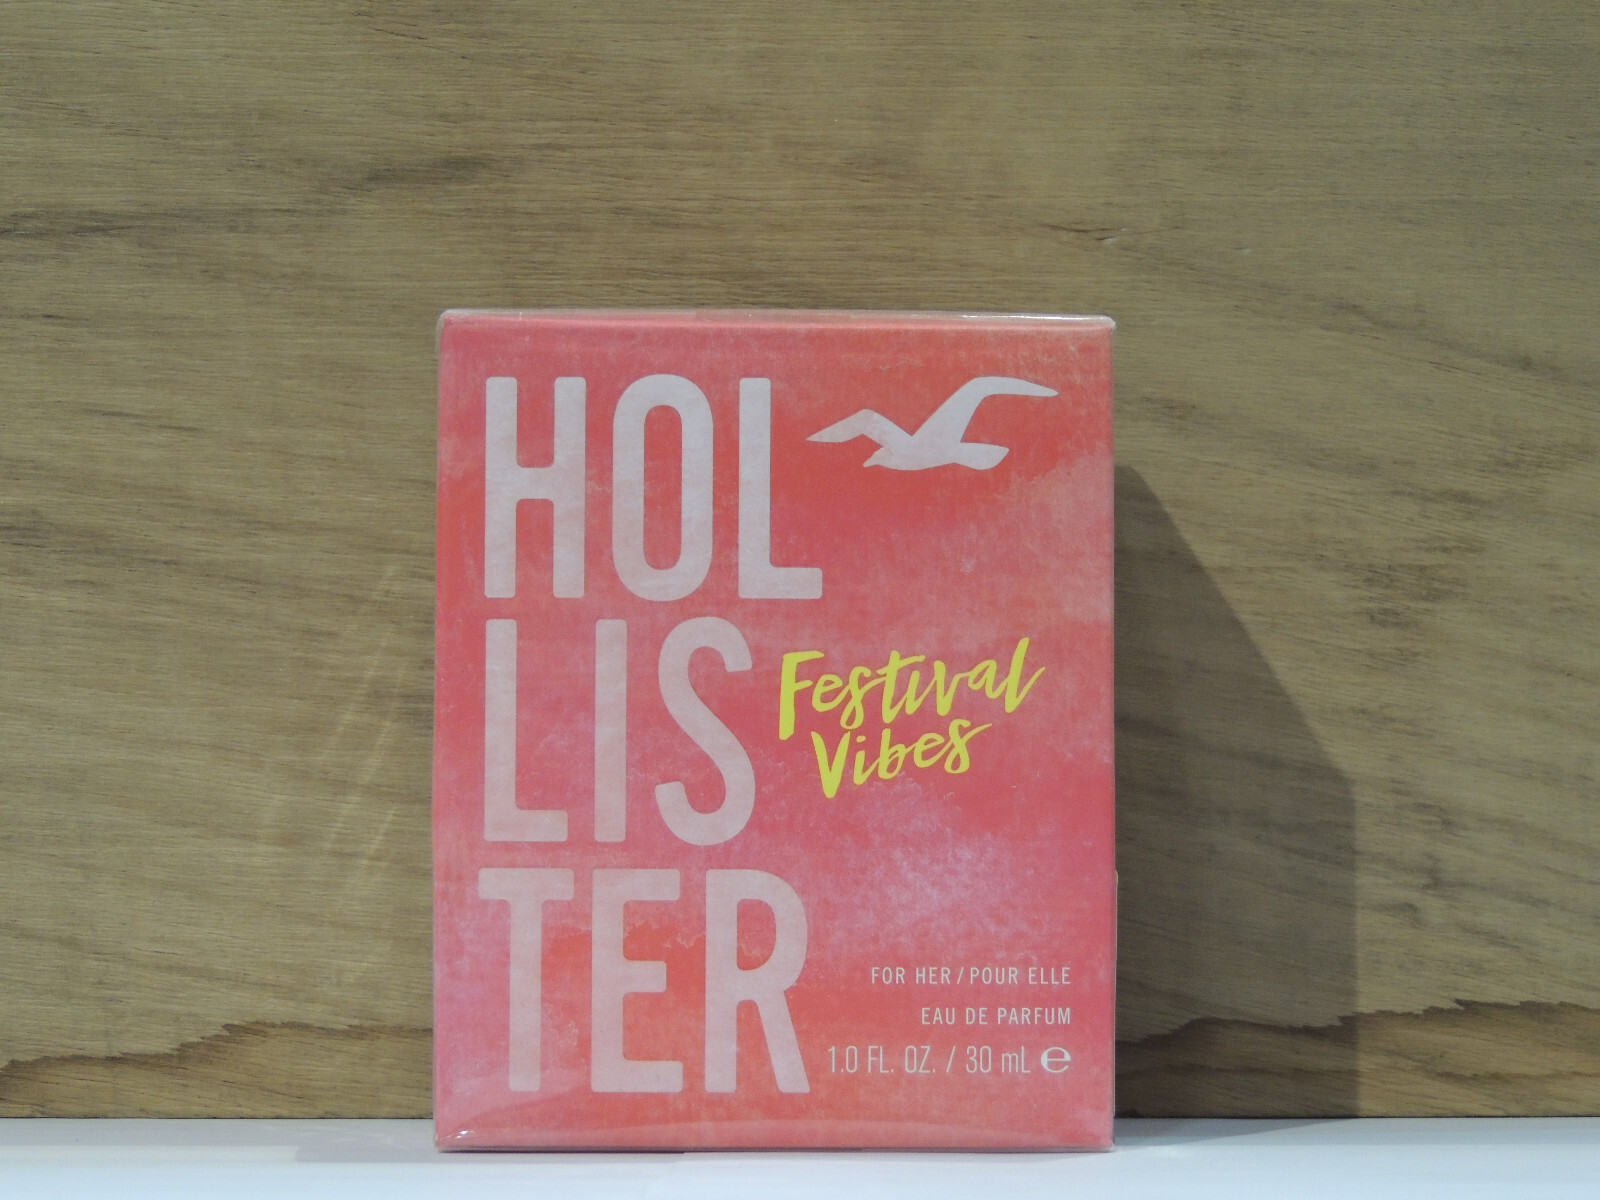 HOL
LIS
TER
Festival
Vibes
FOR HER / POUR ELLE
EAU DE PARFUM
1.0 FL. OZ. / 30 mL ℮